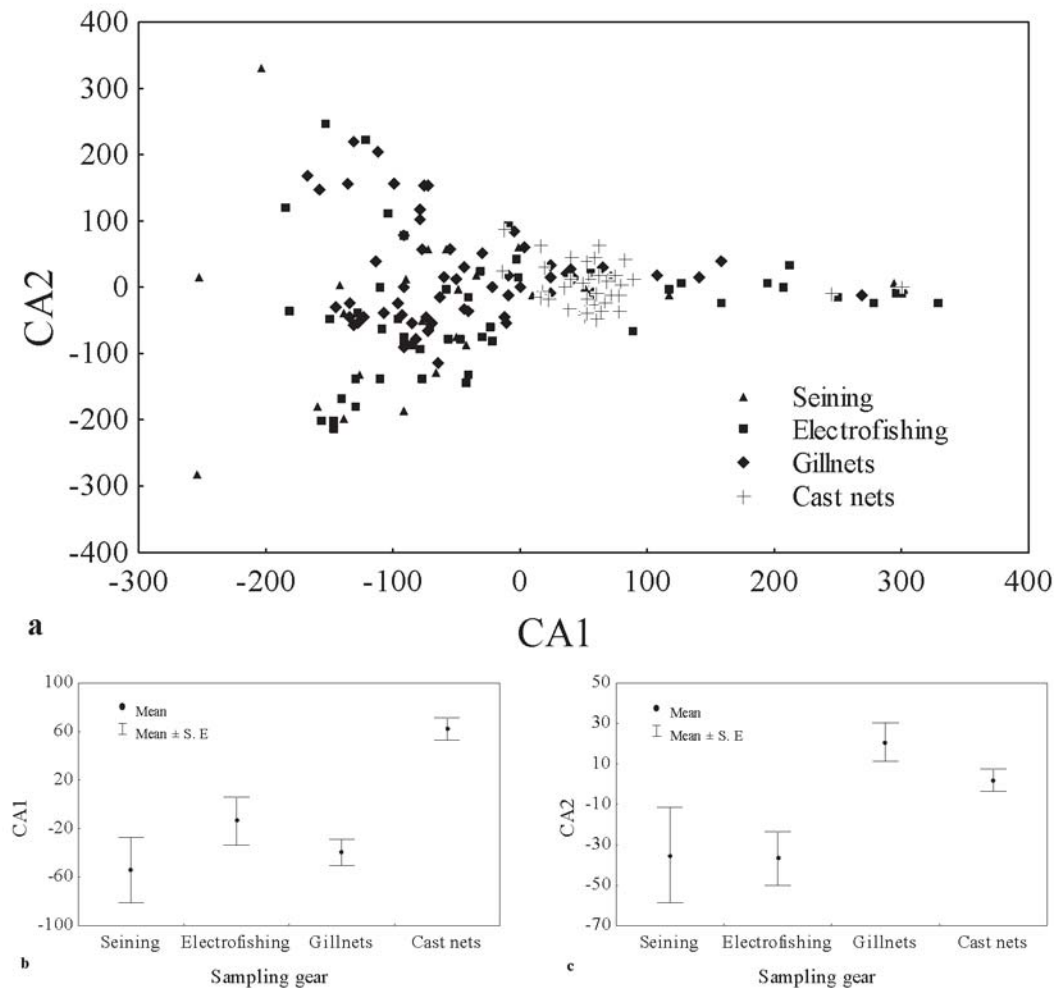 400
300
200
100
0
-100
-200
-300
-400
CA2
Seining
Electrofishing
Gillnets
Cast nets
-300 -200 -100 0 100 200 300 400
a
CA1
100
60
20
-20
-60
-100
CA1
Mean
Mean ± S. E
Seining Electrofishing Gillnets Cast nets
b
Sampling gear
50
30
10
-10
-30
-50
-70
CA2
Mean
Mean ± S. E
Seining Electrofishing Gillnets Cast nets
c
Sampling gear